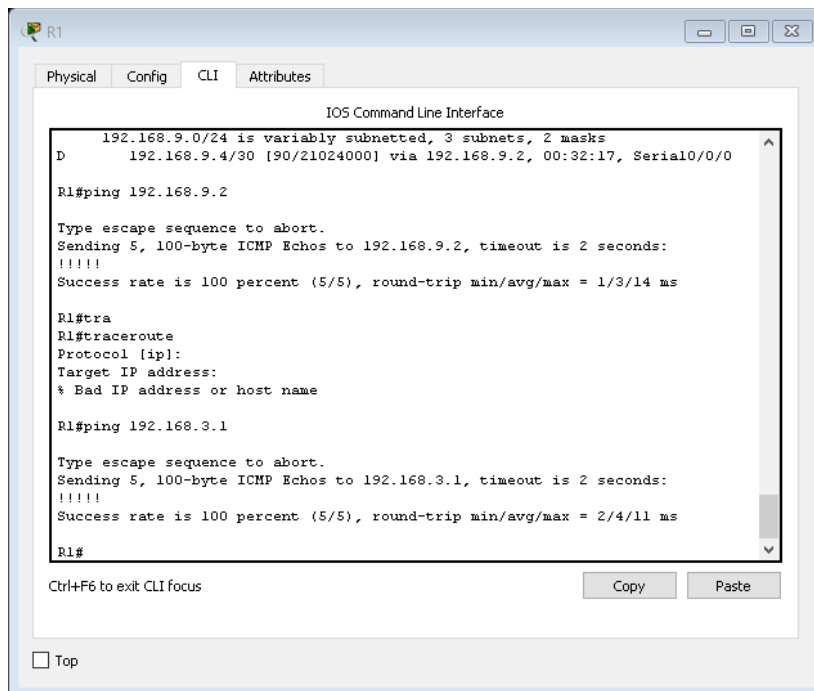 R1
Physical Config CLI Attributes
IOS Command Line Interface
192.168.9.0/24 is variably subnetted, 3 subnets, 2 masks
D 192.168.9.4/30 [90/21024000] via 192.168.9.2, 00:32:17, Serial0/0/0
R1#ping 192.168.9.2
Type escape sequence to abort.
Sending 5, 100-byte ICMP Echos to 192.168.9.2, timeout is 2 seconds:
!!!!!
Success rate is 100 percent (5/5), round-trip min/avg/max = 1/3/14 ms
R1#tra
R1#traceroute
Protocol [ip]:
Target IP address:
% Bad IP address or host name
R1#ping 192.168.3.1
Type escape sequence to abort.
Sending 5, 100-byte ICMP Echos to 192.168.3.1, timeout is 2 seconds:
!!!!!
Success rate is 100 percent (5/5), round-trip min/avg/max = 2/4/11 ms
R1#
Ctrl+F6 to exit CLI focus
Copy Paste
Top